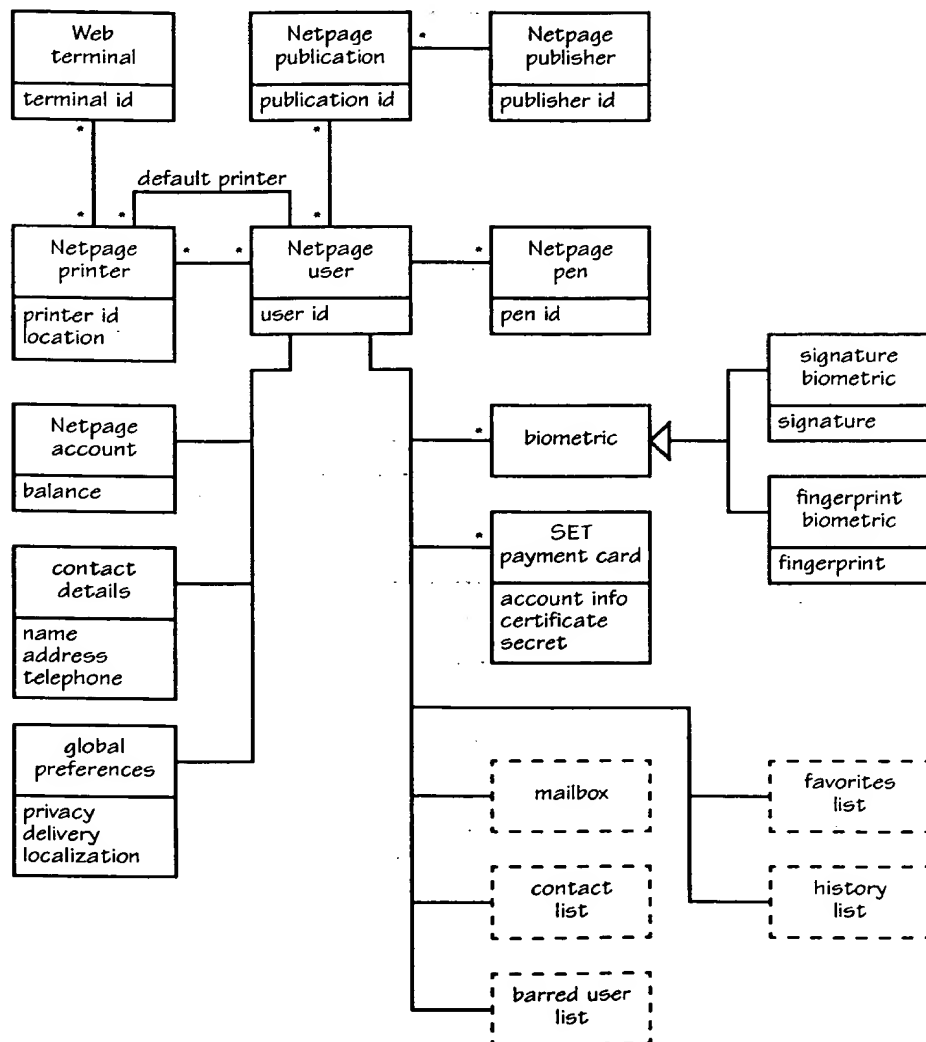 Web
terminal
terminal id
Netpage
publication
publication id
*
Netpage
publisher
publisher id
*
*
default printer
*
*
*
Netpage
printer
printer id
location
*
*
Netpage
user
user id
*
Netpage
pen
pen id
Netpage
account
balance
*
biometric
signature
biometric
signature
fingerprint
biometric
fingerprint
contact
details
name
address
telephone
*
SET
payment card
account info
certificate
secret
global
preferences
privacy
delivery
localization
mailbox
favorites
list
contact
list
history
list
barred user
list